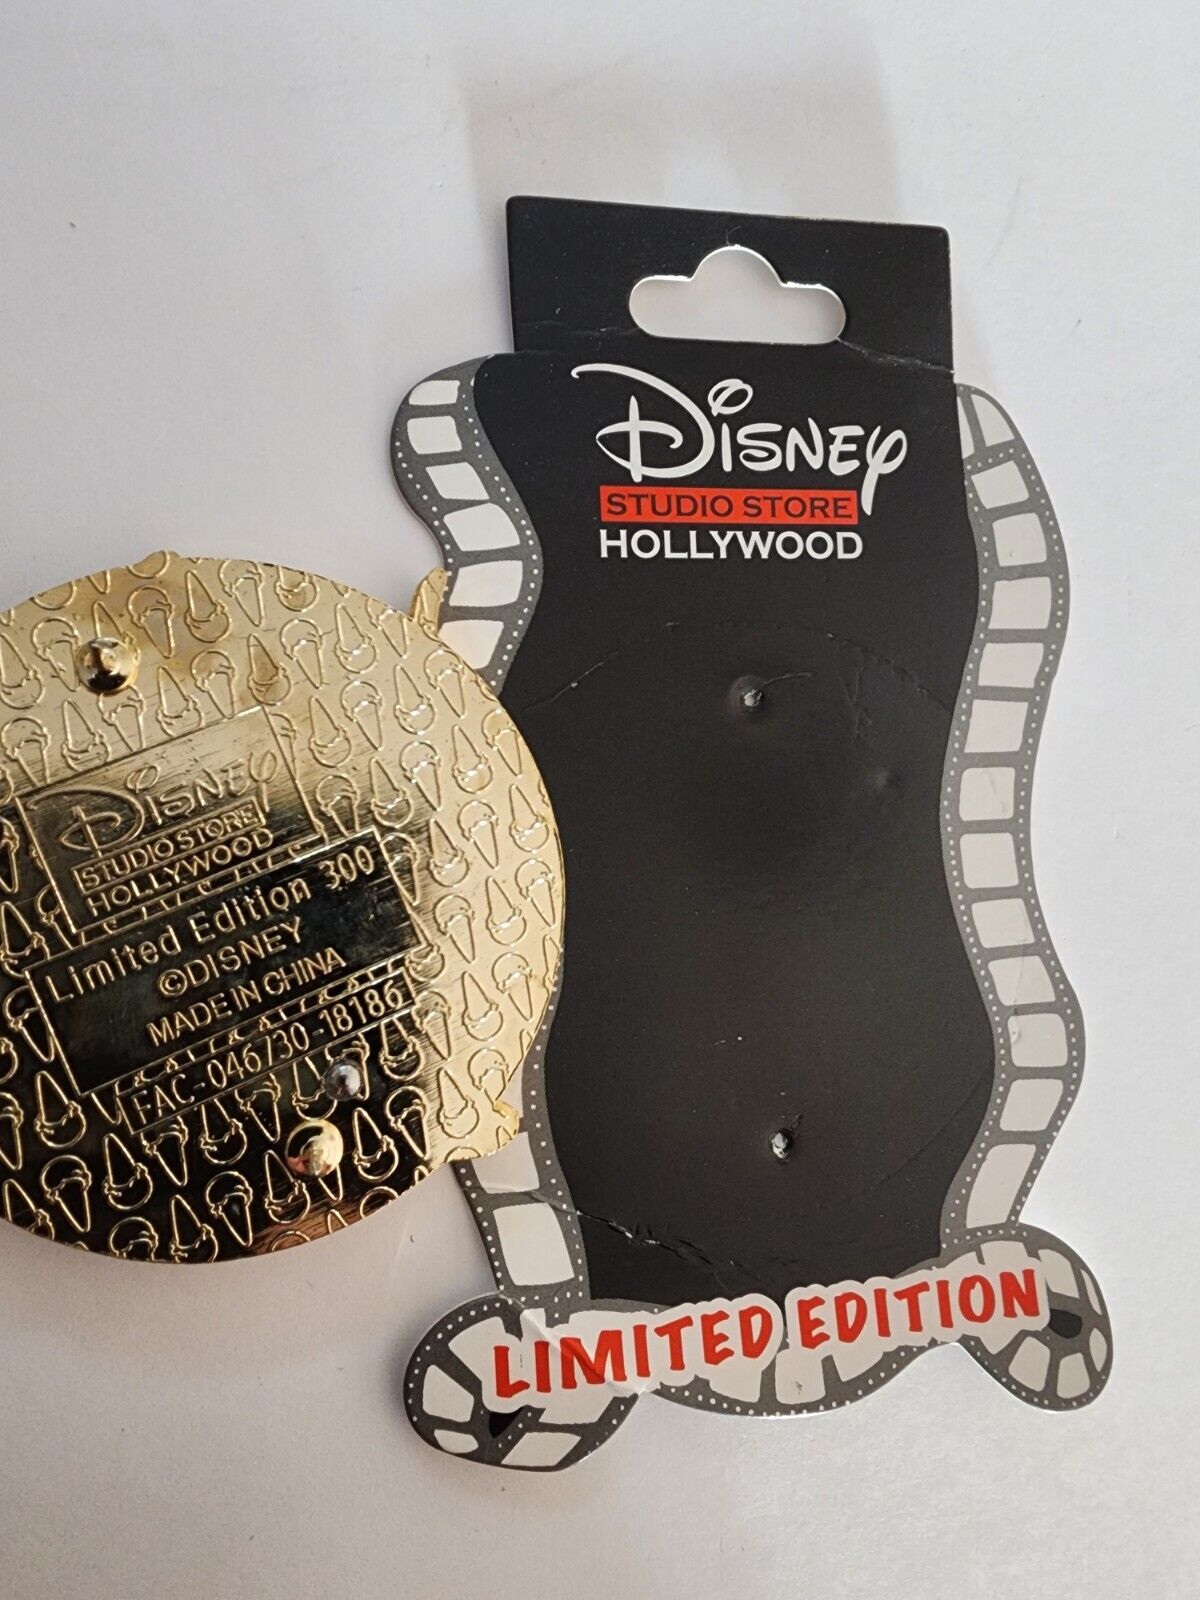 DISNEY
STUDIO STORE
HOLLYWOOD
DISNEY
STUDIO STORE
HOLLYWOOD
Limited Edition 300
©DISNEY
MADE IN CHINA
FAC-046730-18186
LIMITED EDITION